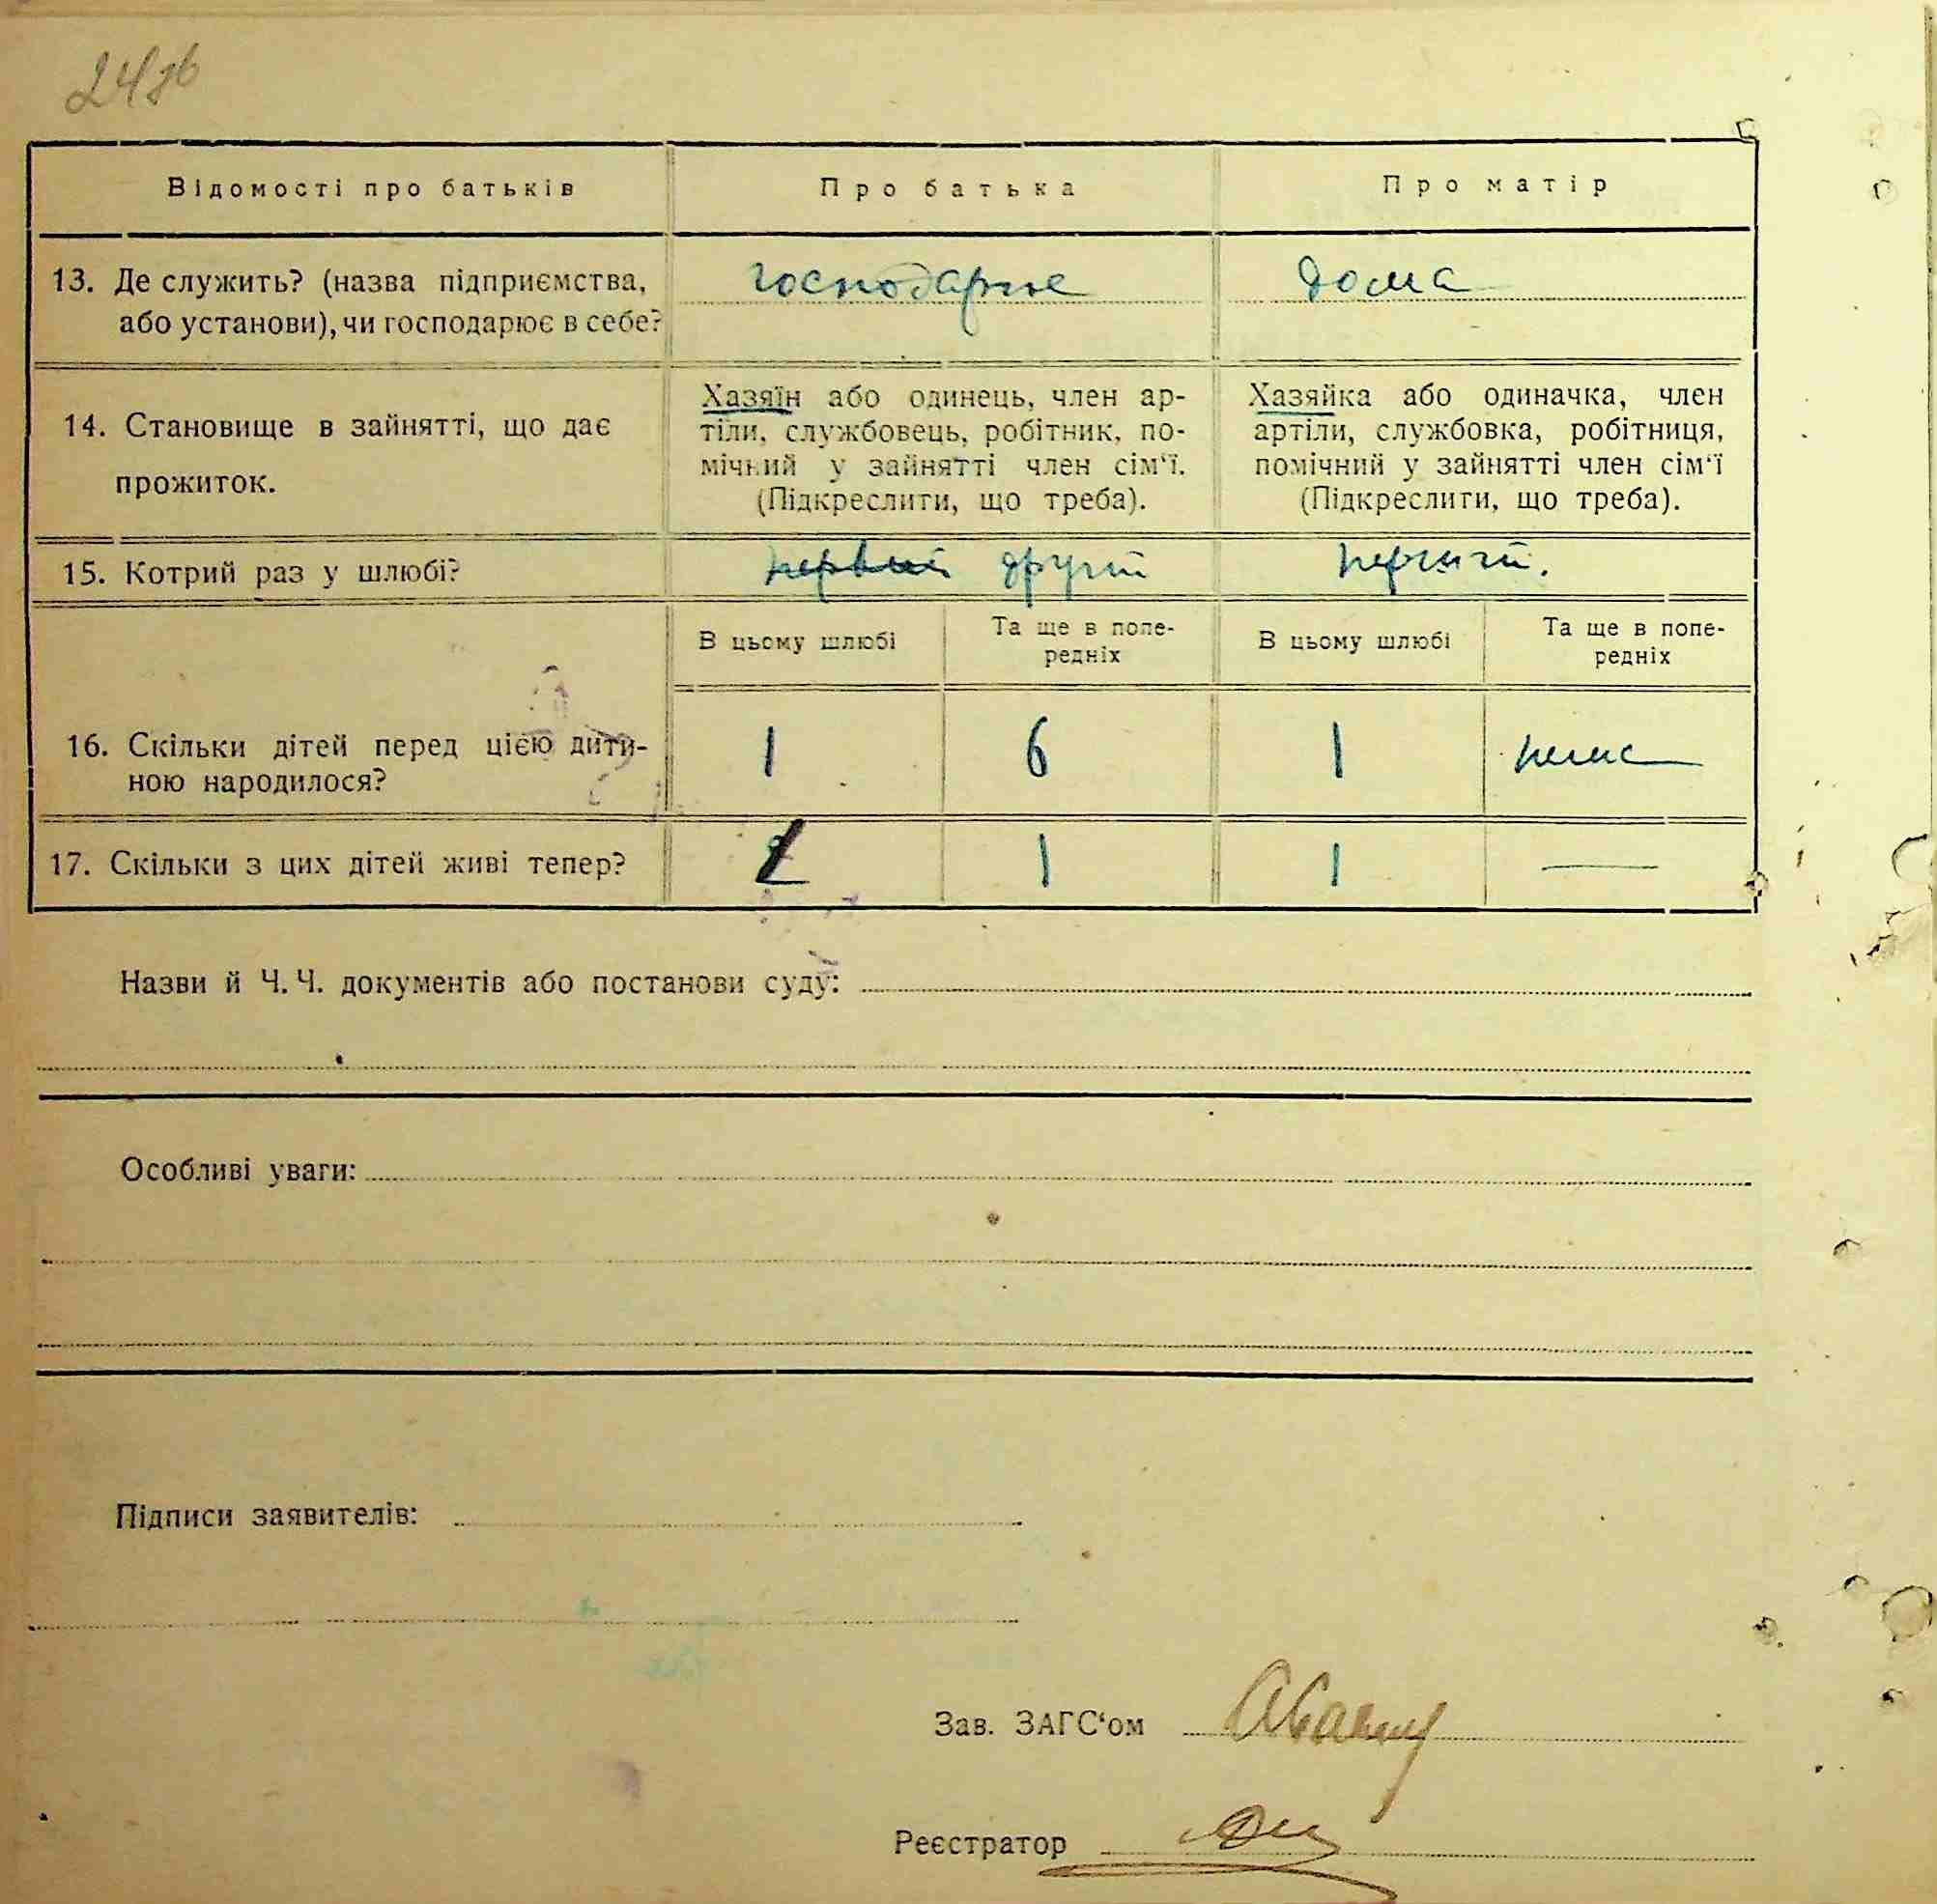 24зв
Відомості про батьків
Про батька
Про матір
13. Де служить? (назва підприємства,
або установи), чи господарює в себе?
господарює
дома
14. Становище в зайнятті, що дає
прожиток.
Хазяїн або одинець, член ар-
тіли, службовець, робітник, по-
мічний у зайнятті член сім'ї.
(Підкреслити, що треба).
Хазяйка або одиначка, член
артіли, службовка, робітниця,
помічний у зайнятті член сім'ї
(Підкреслити, що треба).
15. Котрий раз у шлюбі?
первый другий
перший.
В цьому шлюбі
Та ще в попе-
редніх
В цьому шлюбі
Та ще в попе-
редніх
16. Скільки дітей перед цією дити-
ною народилося?
1
6
1
нема
17. Скільки з цих дітей живі тепер?
1
1
Назви й Ч. Ч. документів або постанови суду:
Особливі уваги:
Підписи заявителів:
Зав. ЗАГС'ом
Реєстратор